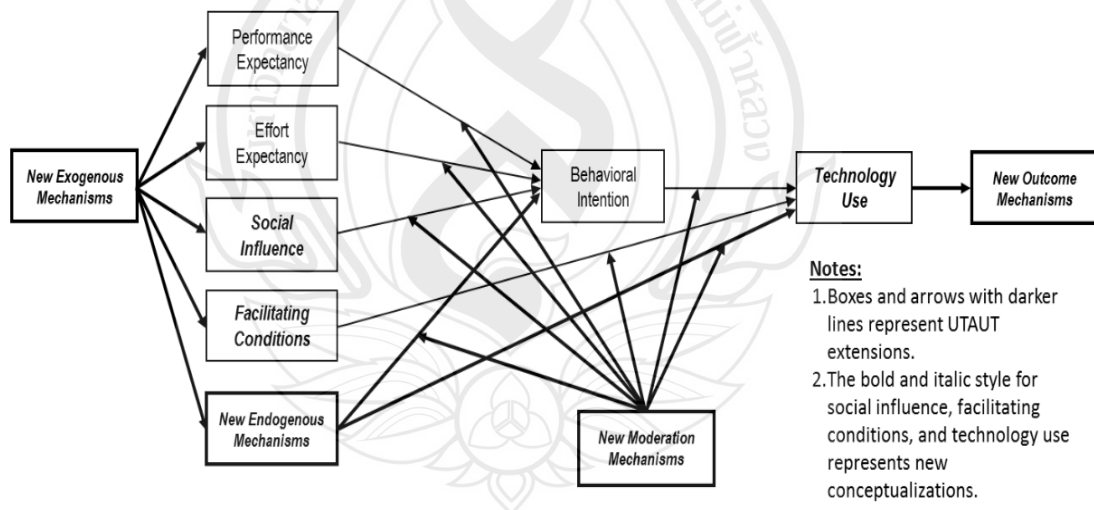 Performance
Expectancy
Effort
Expectancy
New Exogenous
Mechanisms
Social
Influence
Facilitating
Conditions
New Endogenous
Mechanisms
Behavioral
Intention
Technology
Use
New Outcome
Mechanisms
New Moderation
Mechanisms
Notes:
1.Boxes and arrows with darker
lines represent UTAUT
extensions.
2.The bold and italic style for
social influence, facilitating
conditions, and technology use
represents new
conceptualizations.